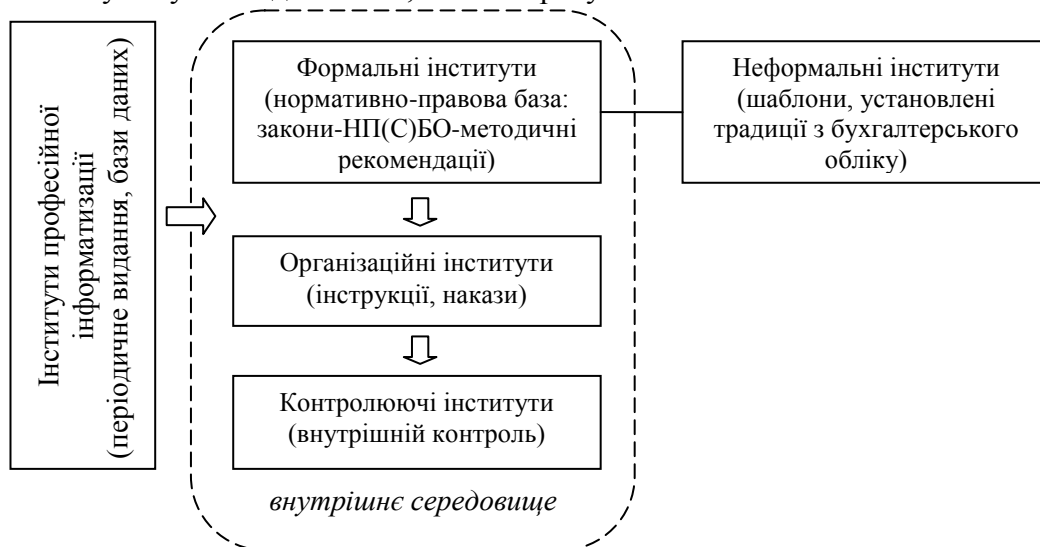 Інститути професійної
інформатизації
(періодичне видання, бази даних)
Формальні інститути
(нормативно-правова база:
закони-НП(С)БО-методичні
рекомендації)
Неформальні інститути
(шаблони, установлені
традиції з бухгалтерського
обліку)
Організаційні інститути
(інструкції, накази)
Контролюючі інститути
(внутрішній контроль)
внутрішнє середовище